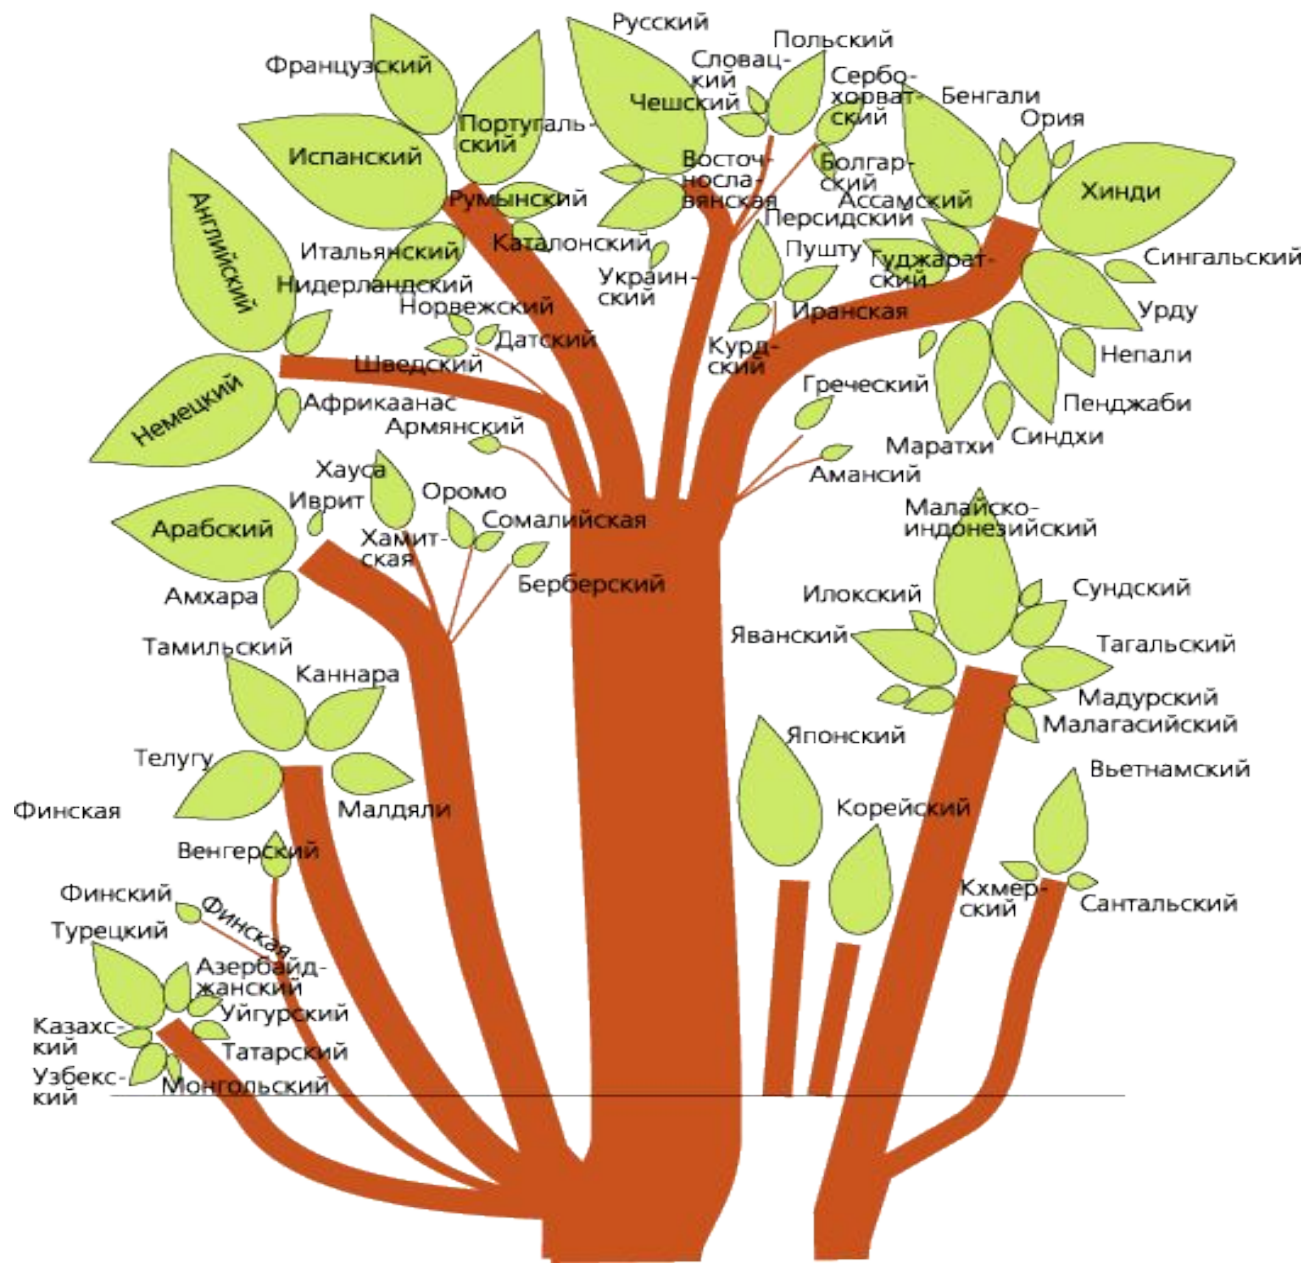 Русский
Польский
Французский
Словац-
кий
Сербо-
хорват-
ский
Чешский
Бенгали
Ория
Португаль-
ский
Испанский
Восточ-
носла-
вянская
Болгар-
ский
Хинди
Румынский
Ассамский
Персидский
Английский
Каталонский
Итальянский
Пушту
Гуджарат-
ский
Сингальский
Нидерландский
Украин-
ский
Норвежский
Иранская
Урду
Датский
Курд-
ский
Непали
Шведский
Греческий
Немецкий
Африкаанас
Пенджаби
Армянский
Синдхи
Маратхи
Амансий
Хауса
Иврит
Оромо
Малайско-
индонезийский
Арабский
Сомалийская
Хамит-
ская
Берберский
Амхара
Илокский
Сундский
Яванский
Тагальский
Тамильский
Каннара
Мадурский
Малагасийский
Японский
Телугу
Вьетнамский
Финская
Малдяли
Корейский
Венгерский
Финский
Кхмер-
ский
Сантальский
Финская
Турецкий
Азербайд-
жанский
Уйгурский
Казахс-
кий
Татарский
Узбекс-
кий
Монгольский